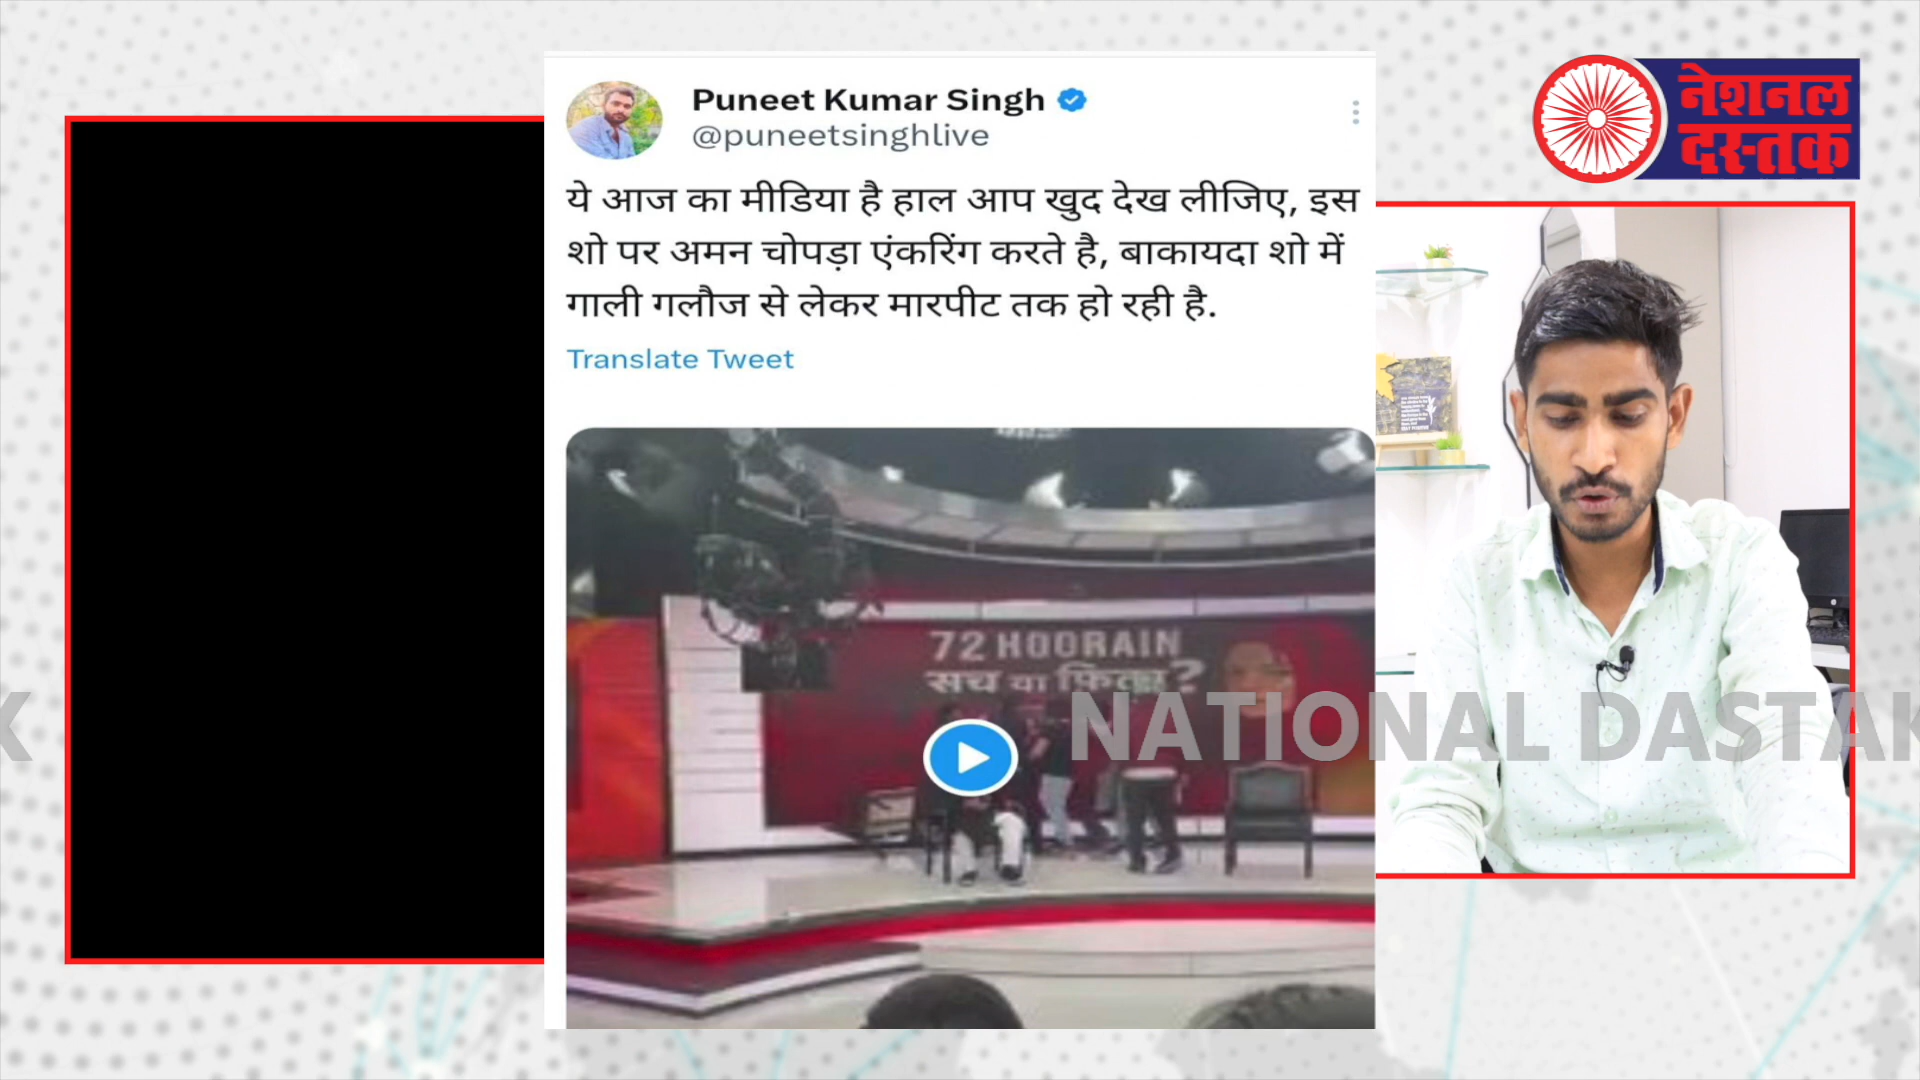 Puneet Kumar Singh
@puneetsinghlive
ये आज का मीडिया है हाल आप खुद देख लीजिए, इस
शो पर अमन चोपड़ा एंकरिंग करते है, बाकायदा शो में
गाली गलौज से लेकर मारपीट तक हो रही है.
Translate Tweet
72 HOORAIN
सच या फ़ितूर?
नेशनल
दस्तक
NATIONAL DASTAK
K